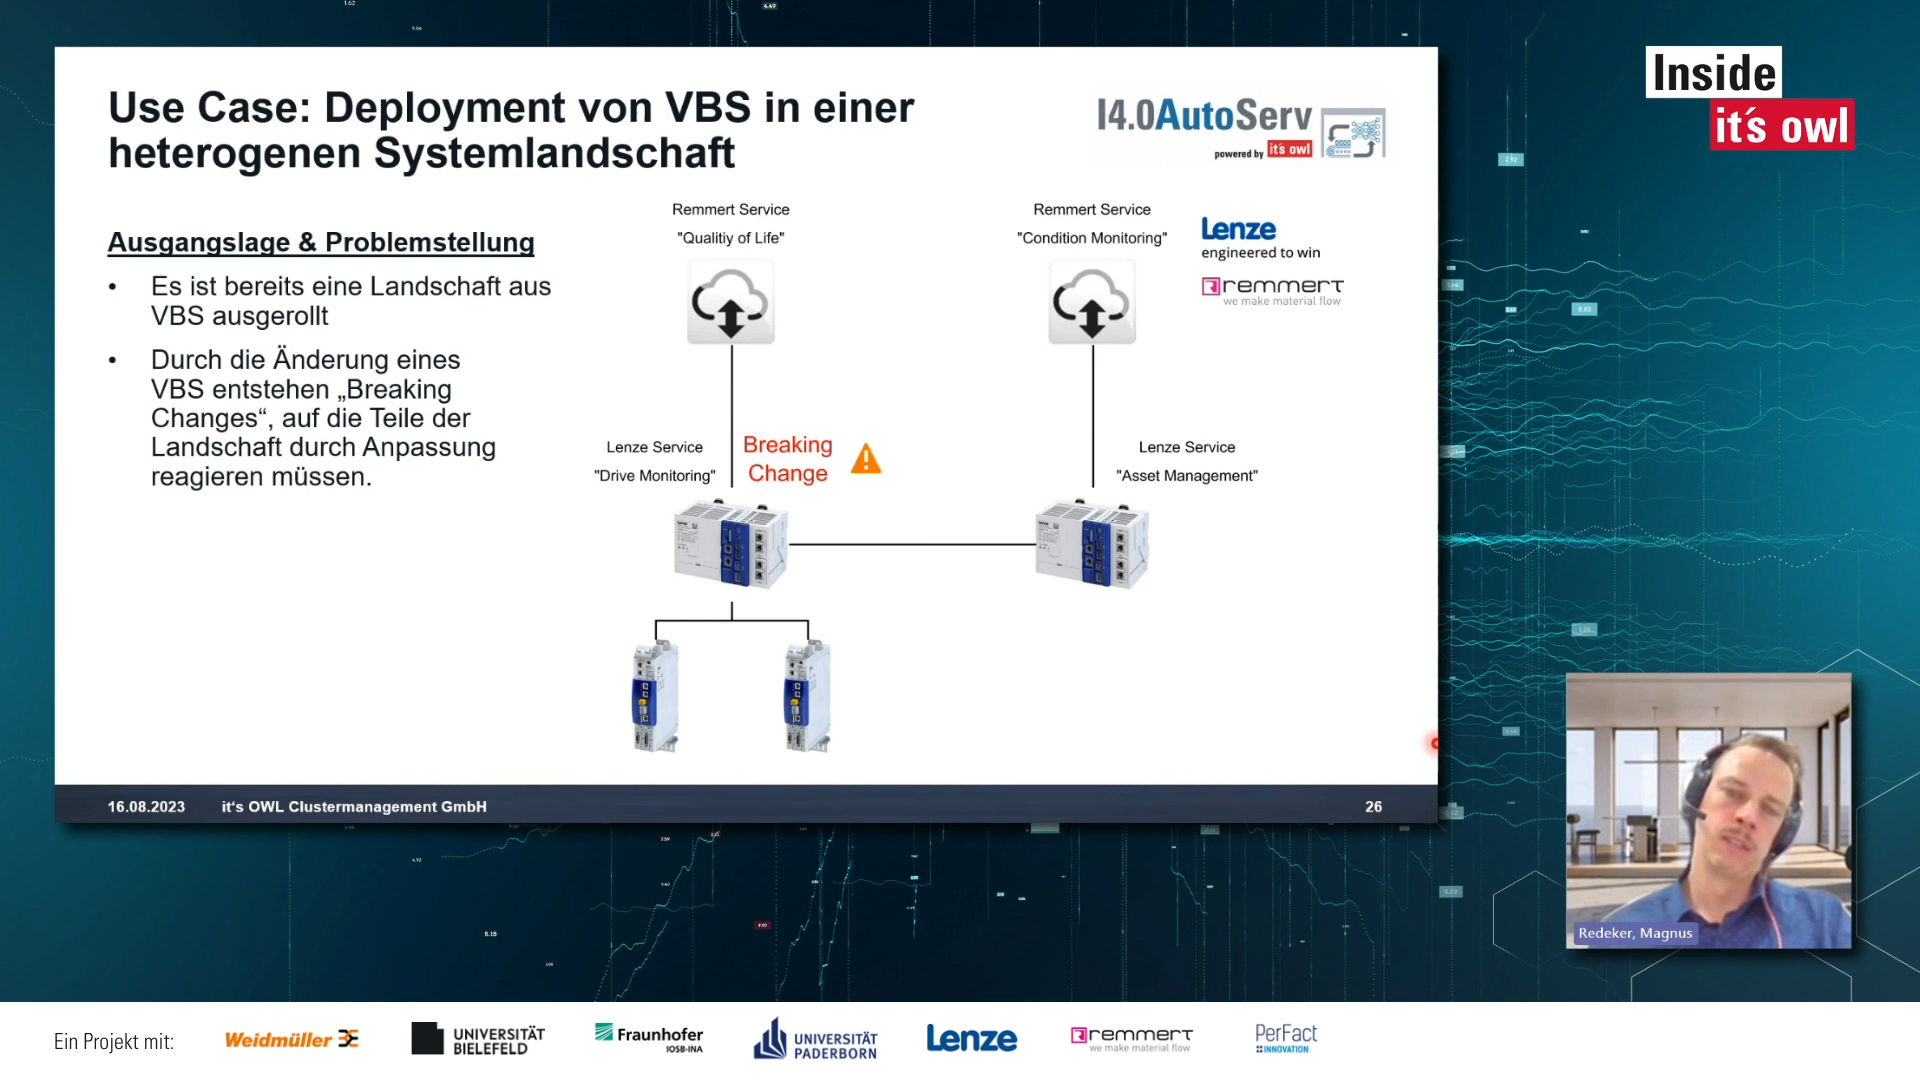 Inside
it's owl
Use Case: Deployment von VBS in einer
heterogenen Systemlandschaft
I4.0AutoServ
powered by it's owl
Ausgangslage & Problemstellung
• Es ist bereits eine Landschaft aus
VBS ausgerollt
• Durch die Änderung eines
VBS entstehen „Breaking
Changes“, auf die Teile der
Landschaft durch Anpassung
reagieren müssen.
Remmert Service
"Qualitiy of Life"
Remmert Service
"Condition Monitoring"
Lenze
engineered to win
remmert
we make material flow
Lenze Service
"Drive Monitoring"
Breaking
Change
Lenze Service
"Asset Management"
16.08.2023
it's OWL Clustermanagement GmbH
26
Redeker, Magnus
Ein Projekt mit:
Weidmüller
UNIVERSITÄT
BIELEFELD
Fraunhofer
IOSB-INA
UNIVERSITÄT
PADERBORN
Lenze
remmert
we make material flow
PerFact
INNOVATION